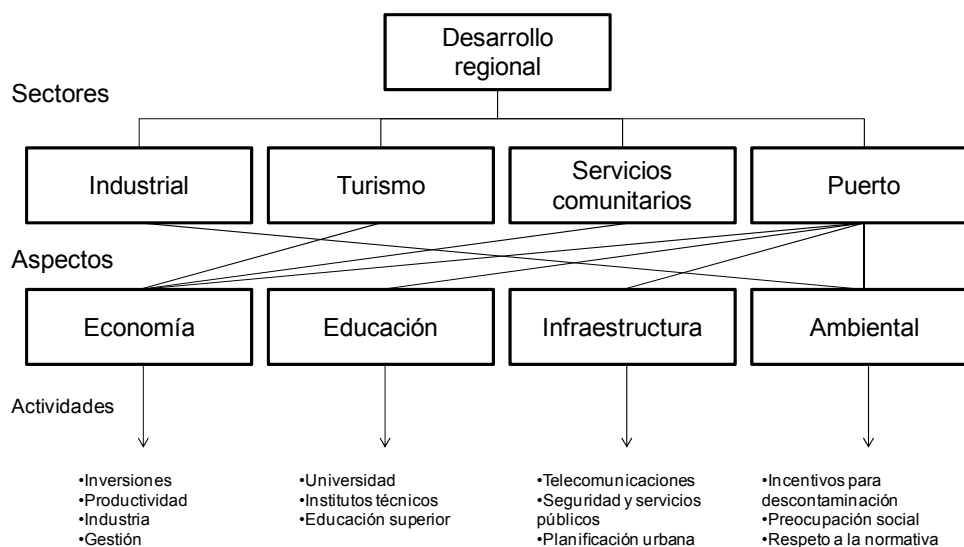 Desarrollo
regional
Sectores
Industrial
Turismo
Servicios
comunitarios
Puerto
Aspectos
Economía
Educación
Infraestructura
Ambiental
Actividades
•Inversiones
•Productividad
•Industria
•Gestión
•Universidad
•Institutos técnicos
•Educación superior
•Telecomunicaciones
•Seguridad y servicios
públicos
•Planificación urbana
•Incentivos para
descontaminación
•Preocupación social
•Respeto a la normativa